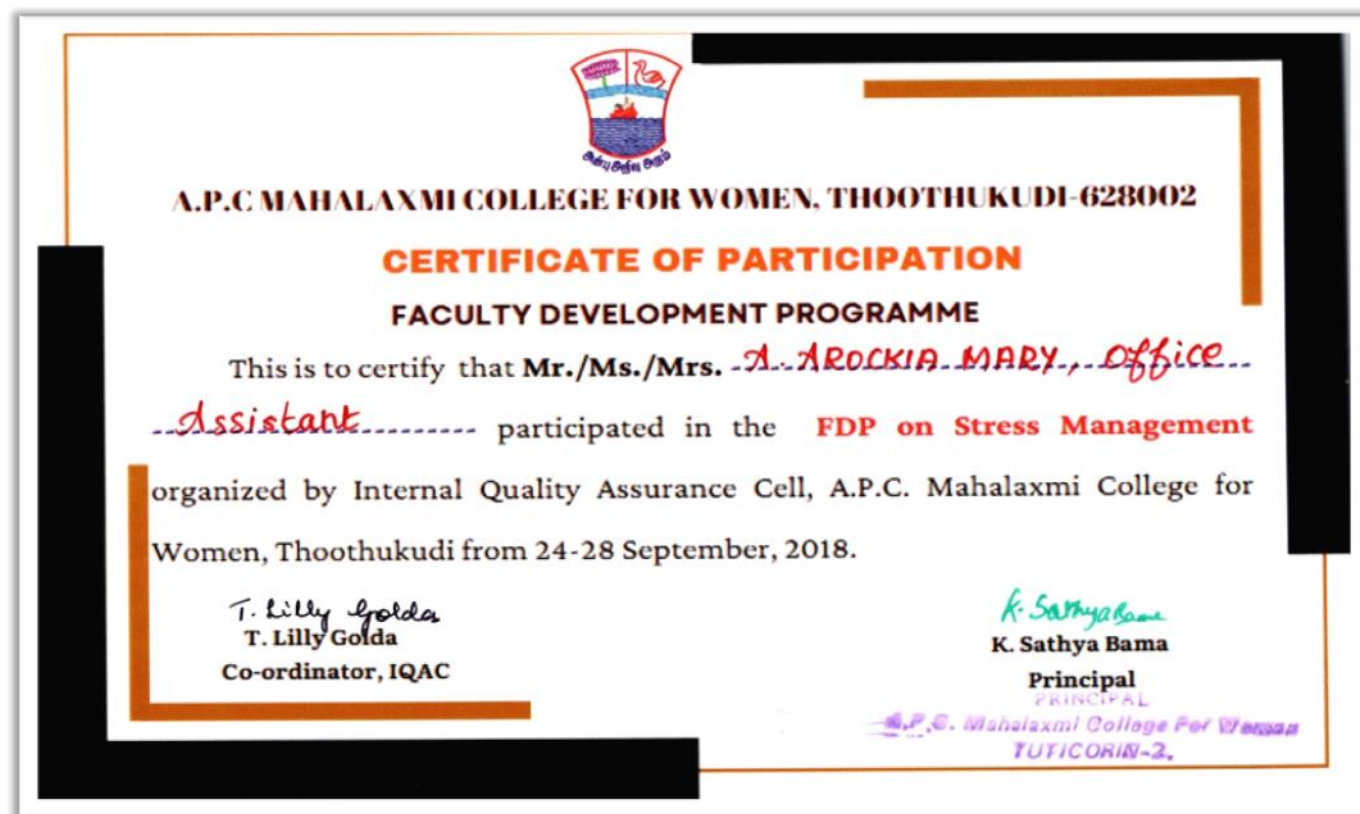 அன்பு அறிவு அறம்
A.P.C MAHALAXMI COLLEGE FOR WOMEN, THOOTHUKUDI-628002
CERTIFICATE OF PARTICIPATION
FACULTY DEVELOPMENT PROGRAMME
This is to certify that Mr./Ms./Mrs. A. AROCKIA MARY, Office
Assistant participated in the FDP on Stress Management
organized by Internal Quality Assurance Cell, A.P.C. Mahalaxmi College for
Women, Thoothukudi from 24-28 September, 2018.
T. Lilly Golda
T. Lilly Golda
Co-ordinator, IQAC
K. Sathya Bama
K. Sathya Bama
Principal
PRINCIPAL
A.P.C. Mahalaxmi College For Women
TUTICORIN-2.